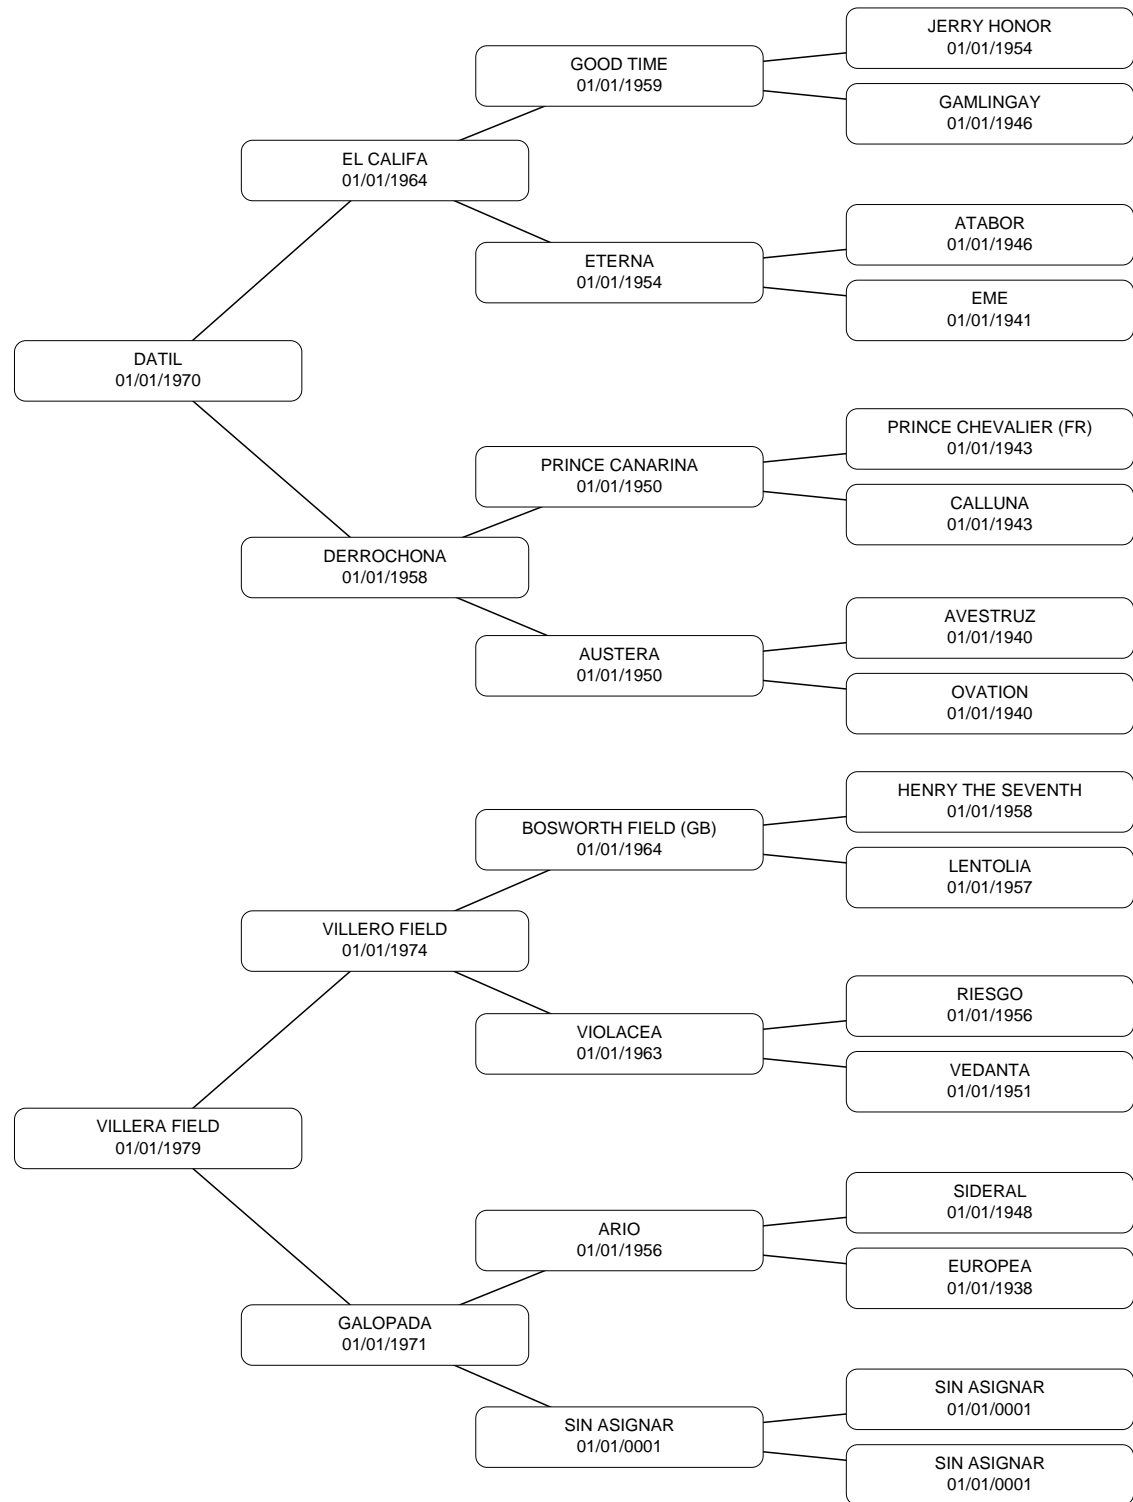 JERRY HONOR
01/01/1954
GOOD TIME
01/01/1959
GAMLINGAY
01/01/1946
EL CALIFA
01/01/1964
ATABOR
01/01/1946
ETERNA
01/01/1954
EME
01/01/1941
DATIL
01/01/1970
PRINCE CHEVALIER (FR)
01/01/1943
PRINCE CANARINA
01/01/1950
CALLUNA
01/01/1943
DERROCHONA
01/01/1958
AVESTRUZ
01/01/1940
AUSTERA
01/01/1950
OVATION
01/01/1940
HENRY THE SEVENTH
01/01/1958
BOSWORTH FIELD (GB)
01/01/1964
LENTOLIA
01/01/1957
VILLERO FIELD
01/01/1974
RIESGO
01/01/1956
VIOLACEA
01/01/1963
VEDANTA
01/01/1951
VILLERA FIELD
01/01/1979
SIDERAL
01/01/1948
ARIO
01/01/1956
EUROPEA
01/01/1938
GALOPADA
01/01/1971
SIN ASIGNAR
01/01/0001
SIN ASIGNAR
01/01/0001
SIN ASIGNAR
01/01/0001